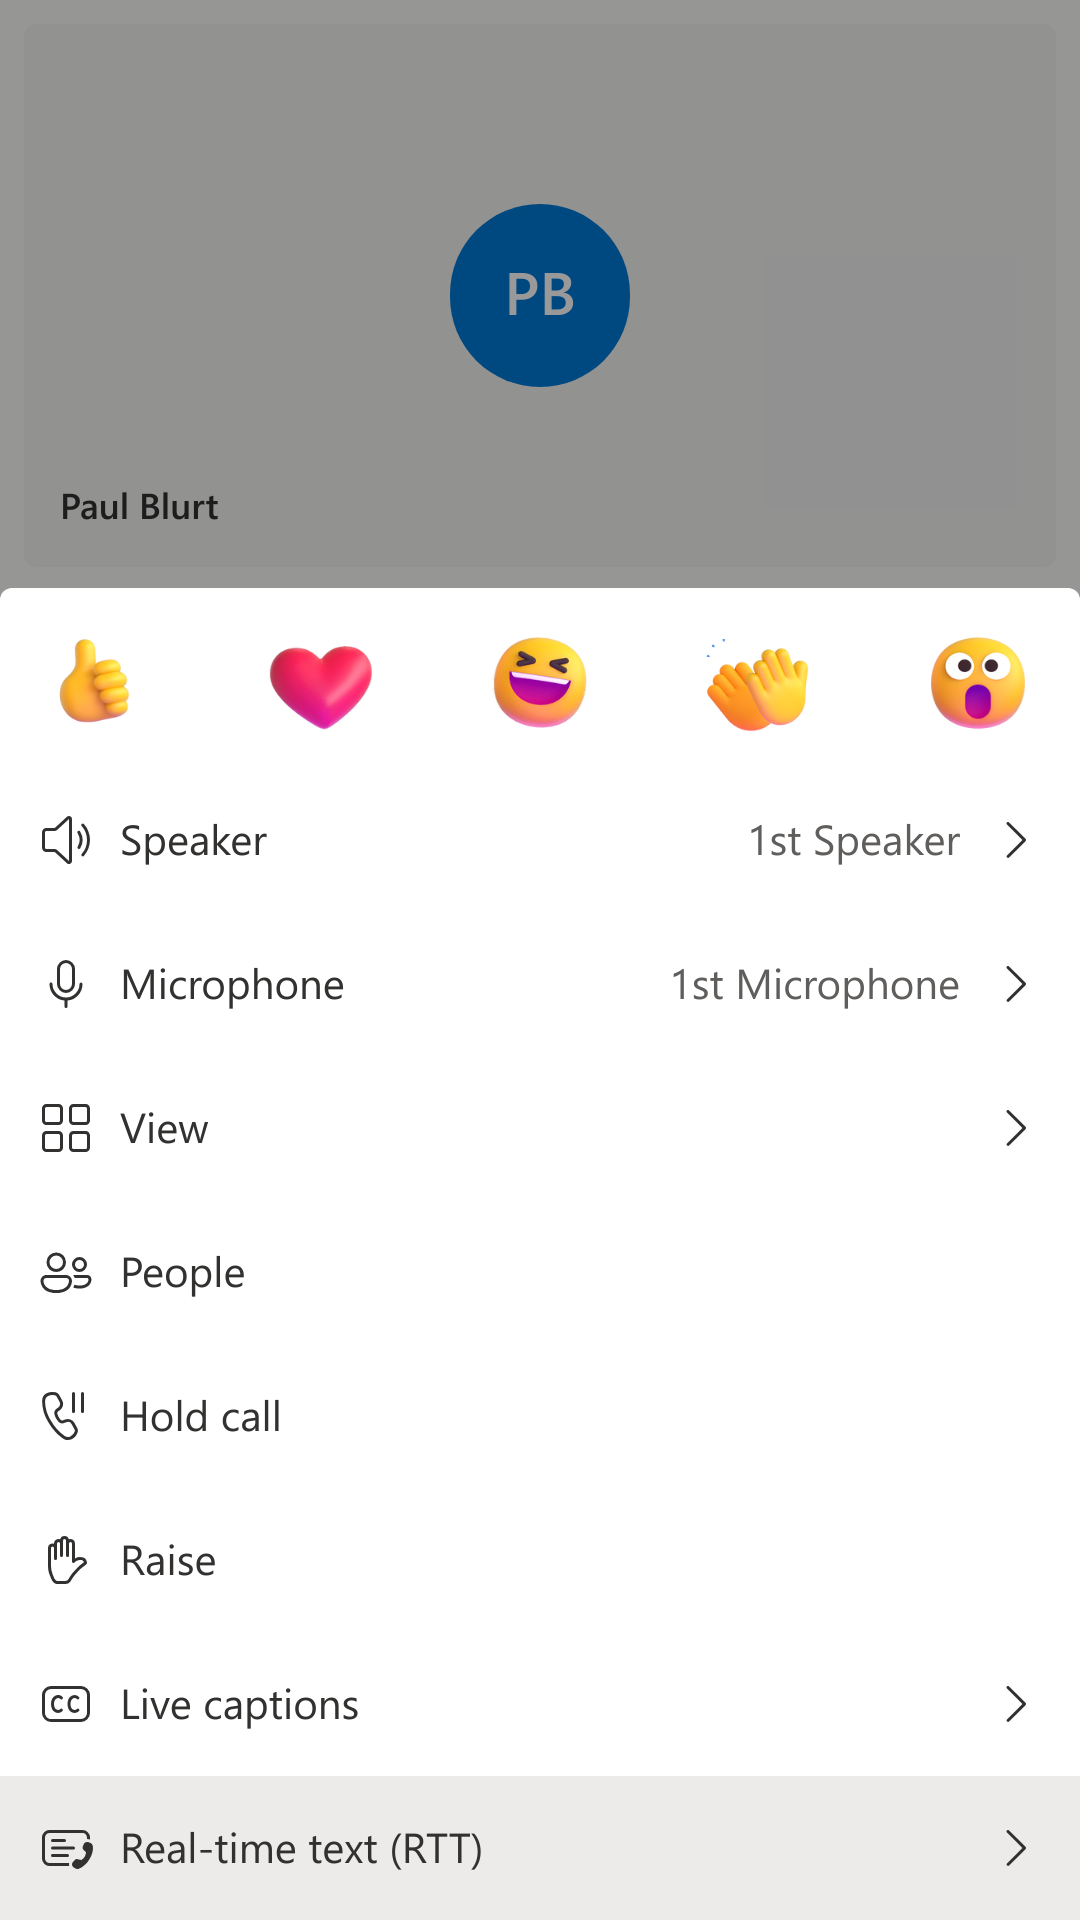 PB
Paul Blurt
Speaker 1st Speaker
Microphone 1st Microphone
View
People
Hold call
Raise
CC Live captions
Real-time text (RTT)